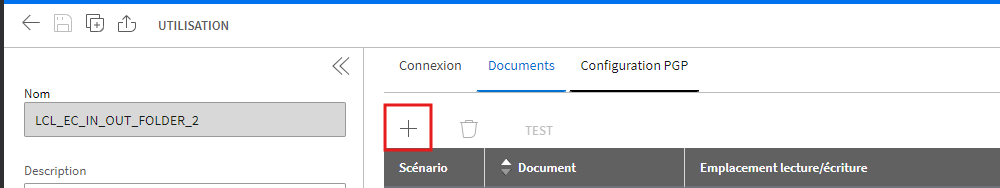 UTILISATION
Connexion Documents Configuration PGP
Nom
LCL_EC_IN_OUT_FOLDER_2
TEST
Description
Scénario Document Emplacement lecture/écriture